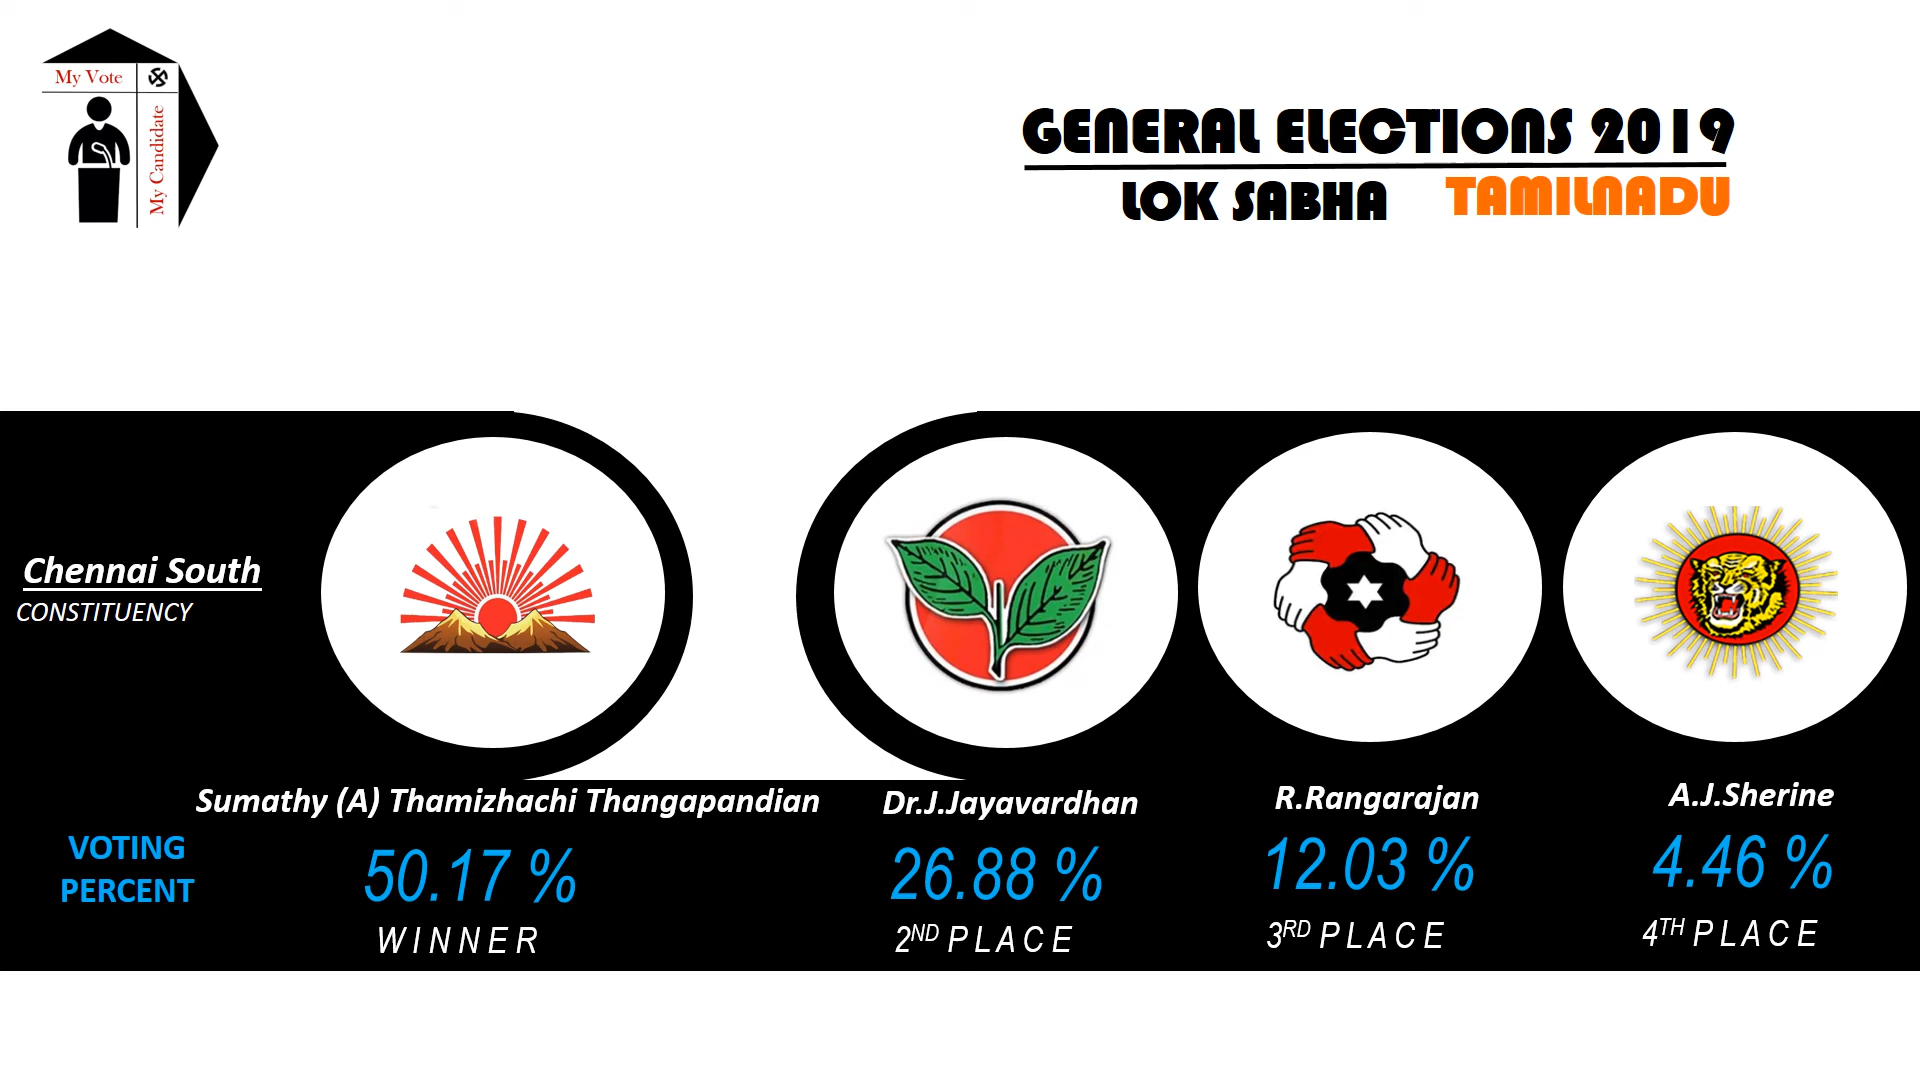 My Vote
My Candidate
GENERAL ELECTIONS 2019
LOK SABHA TAMILNADU
Chennai South
CONSTITUENCY
Sumathy (A) Thamizhachi Thangapandian
Dr.J.Jayavardhan
R.Rangarajan
A.J.Sherine
VOTING
PERCENT
50.17 %
26.88 %
12.03 %
4.46 %
WINNER
2ND PLACE
3RD PLACE
4TH PLACE